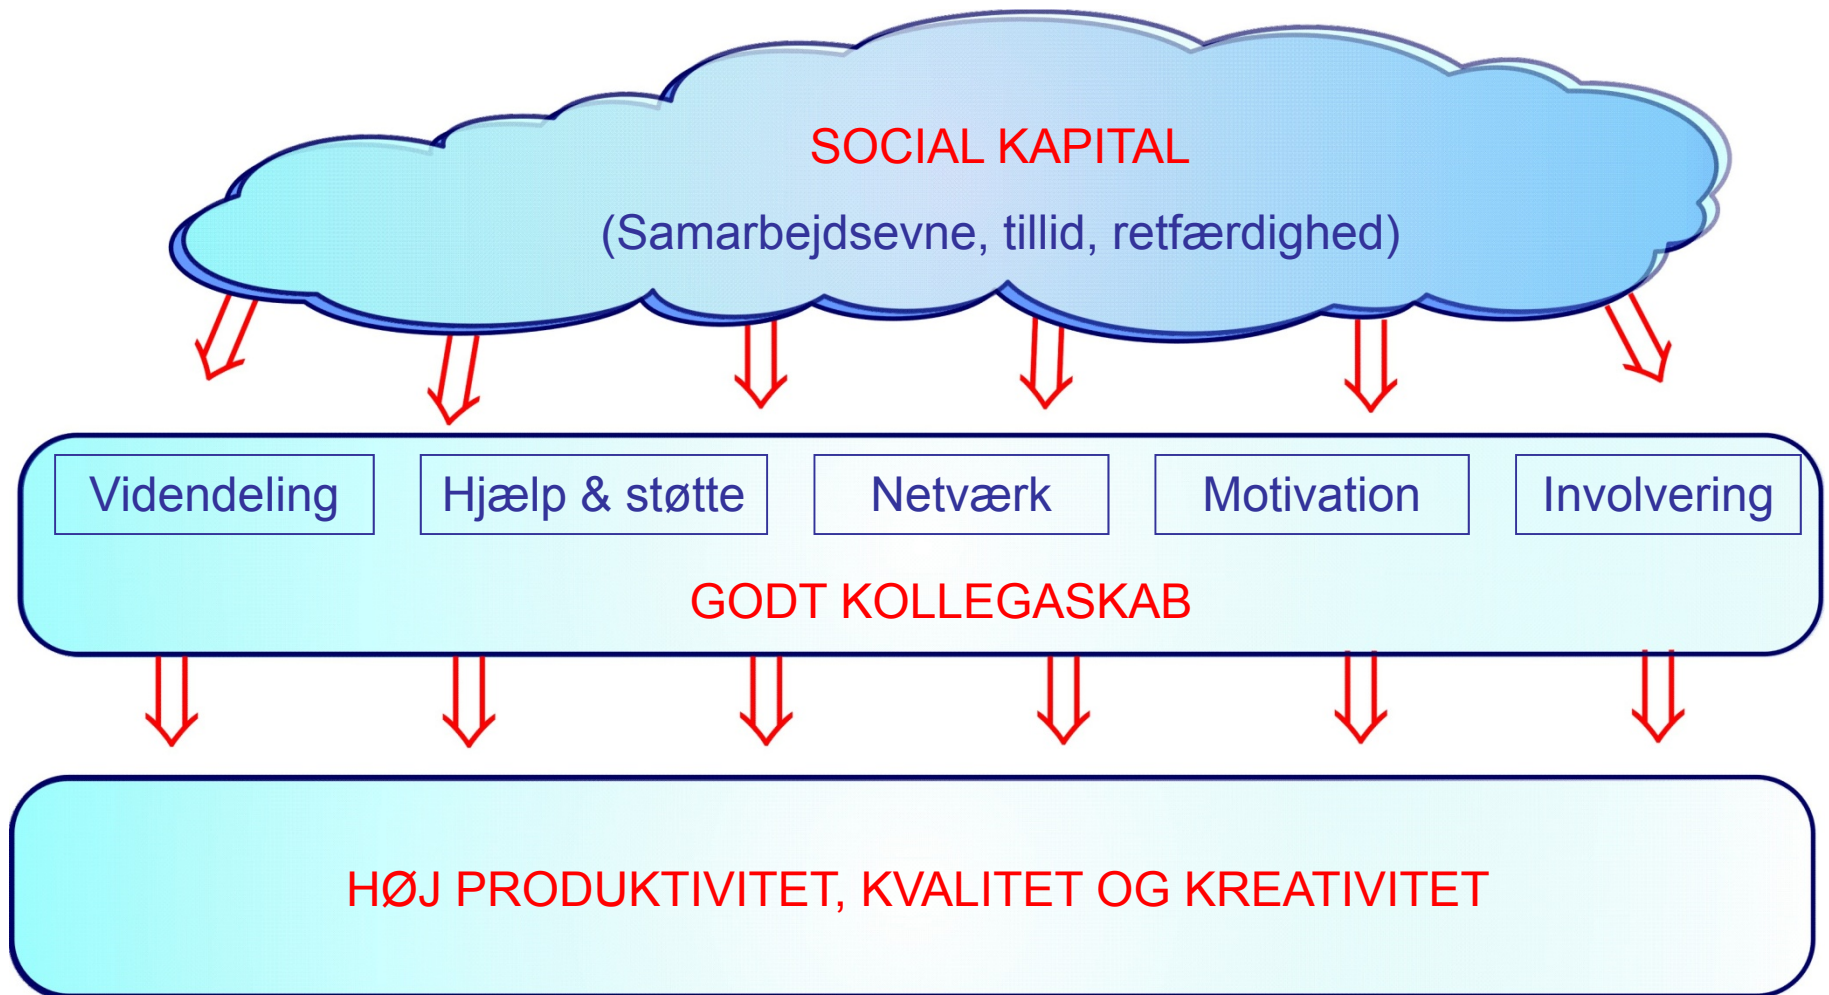 SOCIAL KAPITAL
(Samarbejdsevne, tillid, retfærdighed)
Videndeling
Hjælp & støtte
Netværk
Motivation
Involvering
GODT KOLLEGASKAB
HØJ PRODUKTIVITET, KVALITET OG KREATIVITET